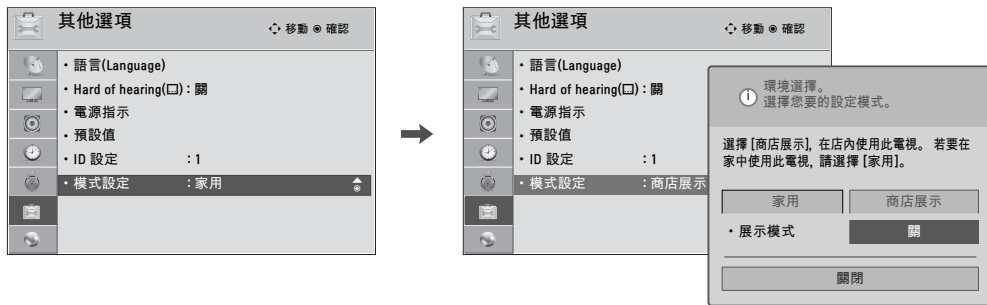 其他選項
移動 確認
・語言(Language)
・Hard of hearing(): 關
・電源指示
・預設值
・ID 設定 : 1
・模式設定 : 家用
其他選項
移動 確認
・語言(Language)
・Hard of hearing(): 關
・電源指示
・預設值
・ID 設定 : 1
・模式設定 : 商店展示
環境選擇。
選擇您要的設定模式。
選擇 [商店展示], 在店內使用此電視。 若要在
家中使用此電視, 請選擇 [家用]。
家用 商店展示
・展示模式 關
關閉